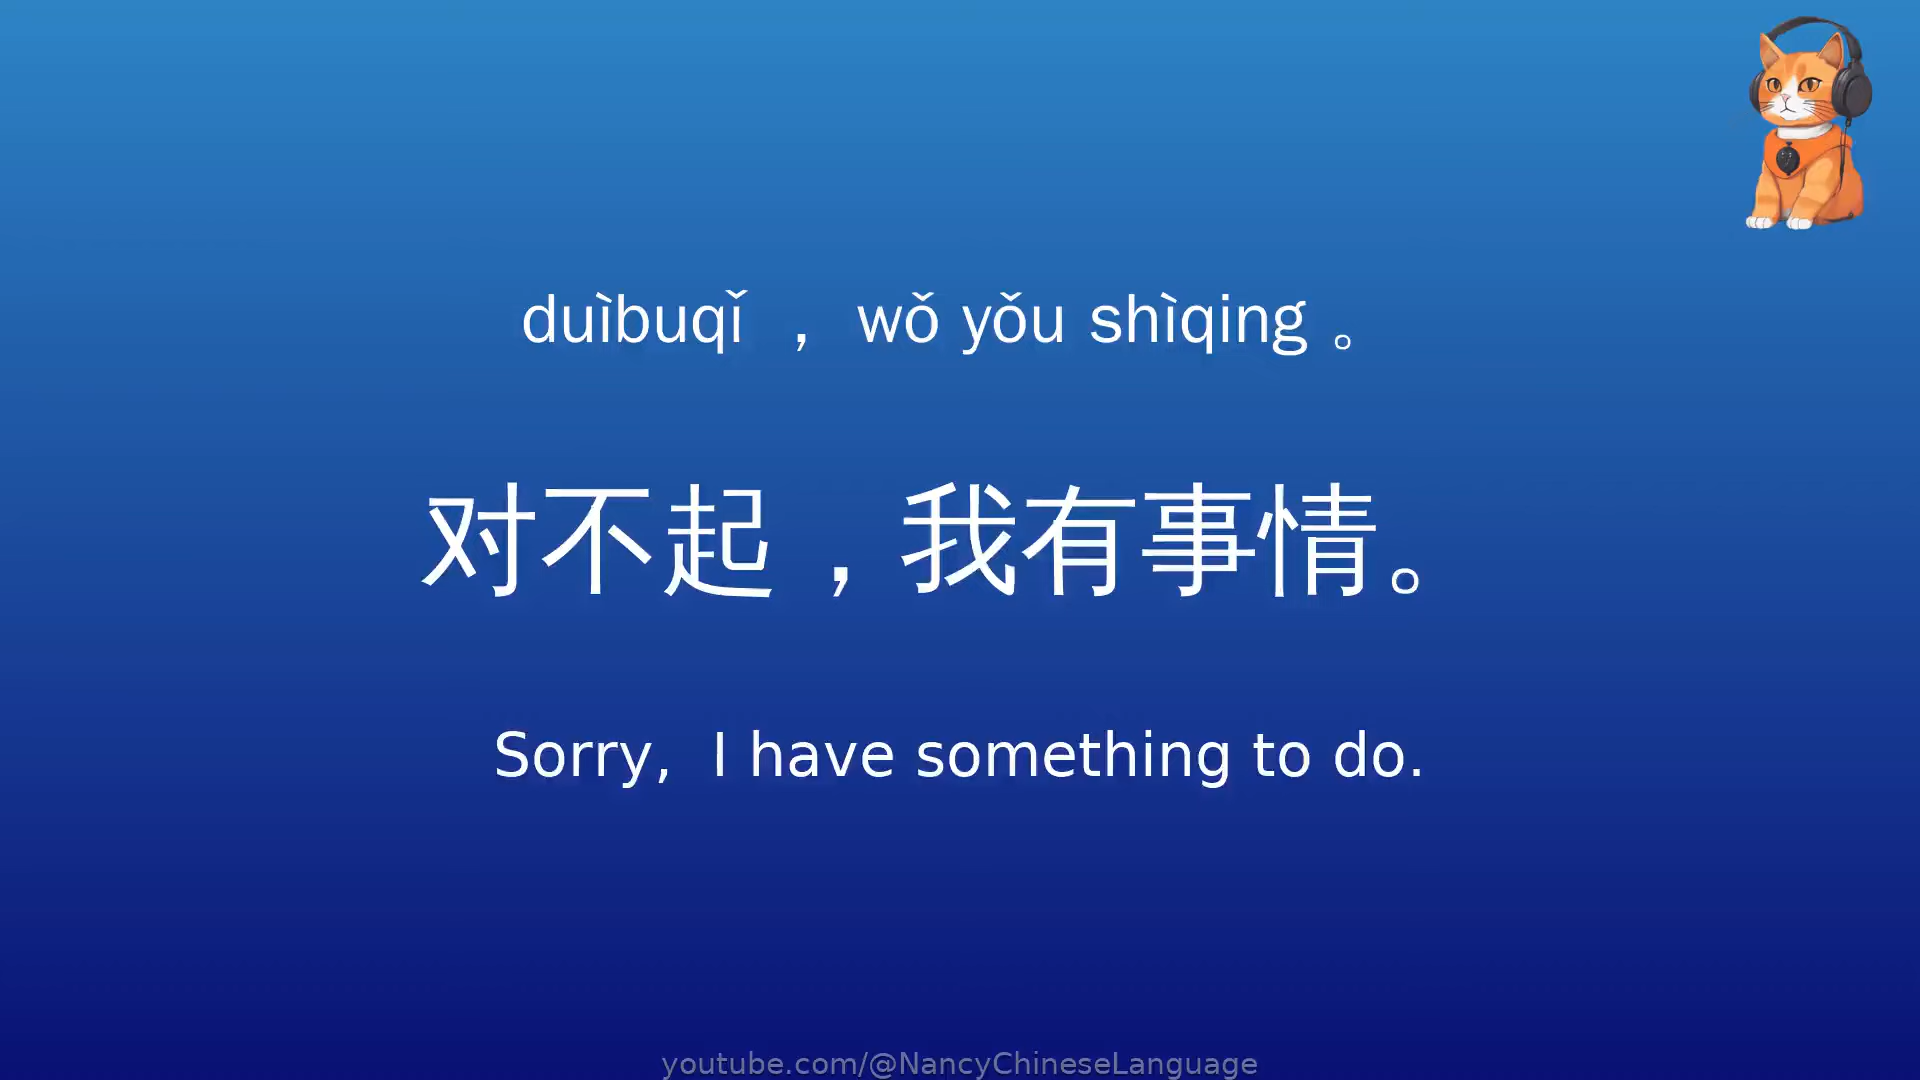 duìbuqǐ ， wǒ yǒu shìqing 。
对不起，我有事情。
Sorry,  I have something to do.
youtube.com/@NancyChineseLanguage